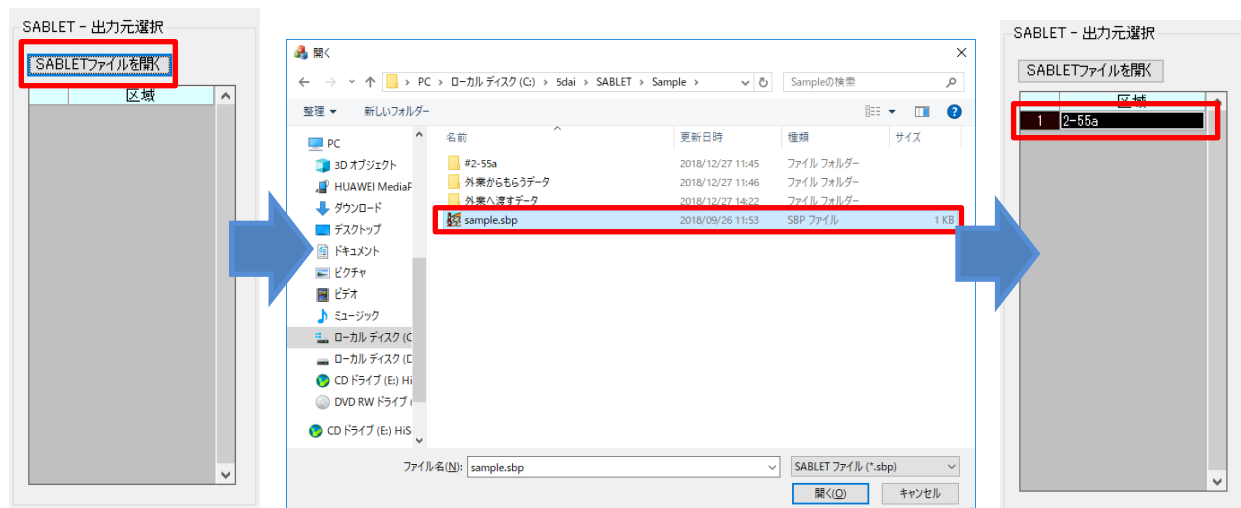 SABLET - 出力元選択
SABLETファイルを開く
区域
開く
PC › ローカル ディスク (C:) › 5dai › SABLET › Sample ›
Sampleの検索
整理
新しいフォルダー
PC
3D オブジェクト
HUAWEI MediaP
ダウンロード
デスクトップ
ドキュメント
ピクチャ
ビデオ
ミュージック
ローカル ディスク (C
ローカル ディスク (D
CD ドライブ (E:) Hi
DVD RW ドライブ (
CD ドライブ (E:) HiS
名前 更新日時 種類 サイズ
#2-55a 2018/12/27 11:45 ファイル フォルダー
外業からもらうデータ 2018/12/27 11:46 ファイル フォルダー
外業へ渡すデータ 2018/12/27 14:22 ファイル フォルダー
sample.sbp 2018/09/26 11:53 SBP ファイル 1 KB
ファイル名(N): sample.sbp
SABLET ファイル (*.sbp)
開く(O) キャンセル
SABLET - 出力元選択
SABLETファイルを開く
区域
1 2-55a